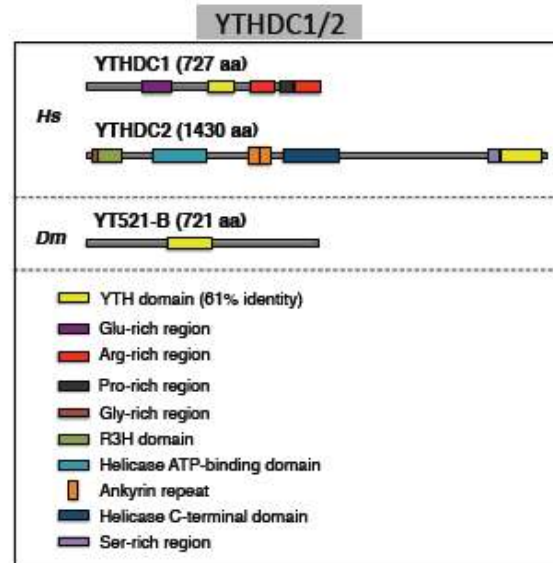 YTHDC1/2
YTHDC1 (727 aa)
Hs
YTHDC2 (1430 aa)
Dm
YT521-B (721 aa)
YTH domain (61% identity)
Glu-rich region
Arg-rich region
Pro-rich region
Gly-rich region
R3H domain
Helicase ATP-binding domain
Ankyrin repeat
Helicase C-terminal domain
Ser-rich region